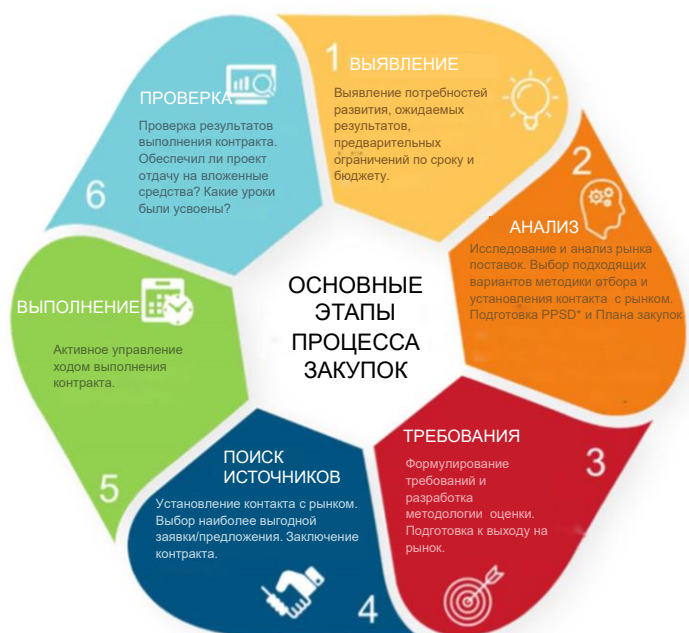 ОСНОВНЫЕ
ЭТАПЫ
ПРОЦЕССА
ЗАКУПОК
1 ВЫЯВЛЕНИЕ
Выявление потребностей
развития, ожидаемых
результатов,
предварительных
ограничений по сроку и
бюджету.
2
АНАЛИЗ
Исследование и анализ рынка
поставок. Выбор подходящих
вариантов методики отбора и
установления контакта с рынком.
Подготовка PPSD* и Плана закупок
3
ТРЕБОВАНИЯ
Формулирование
требований и
разработка
методологии оценки.
Подготовка к выходу на
рынок.
ПОИСК
ИСТОЧНИКОВ
Установление контакта с рынком.
Выбор наиболее выгодной
заявки/предложения. Заключение
контракта.
4
ВЫПОЛНЕНИЕ
Активное управление
ходом выполнения
контракта.
5
ПРОВЕРКА
Проверка результатов
выполнения контракта.
Обеспечил ли проект
отдачу на вложенные
средства? Какие уроки
были усвоены?
6